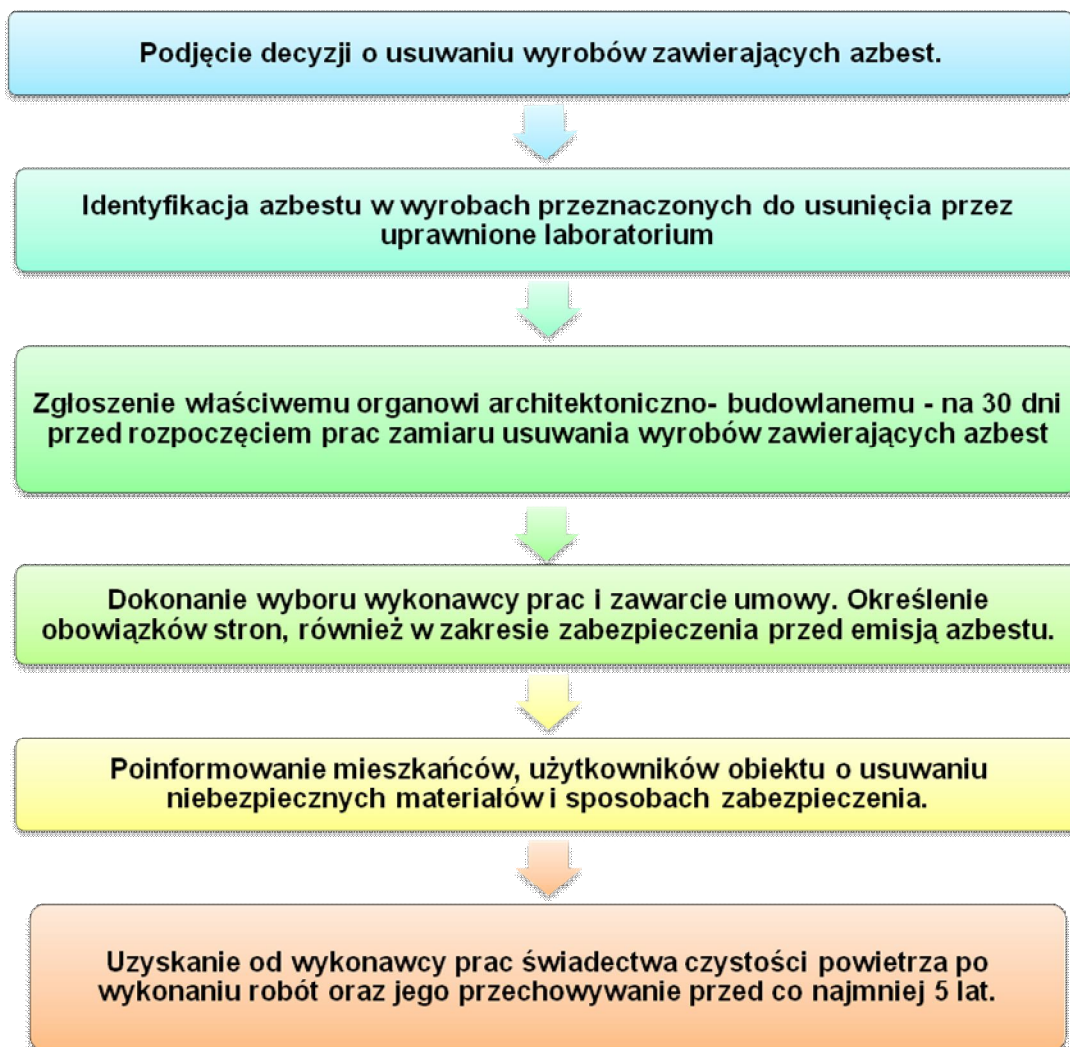 Podjęcie decyzji o usuwaniu wyrobów zawierających azbest.
Identyfikacja azbestu w wyrobach przeznaczonych do usunięcia przez
uprawnione laboratorium
Zgłoszenie właściwemu organowi architektoniczno- budowlanemu - na 30 dni
przed rozpoczęciem prac zamiaru usuwania wyrobów zawierających azbest
Dokonanie wyboru wykonawcy prac i zawarcie umowy. Określenie
obowiązków stron, również w zakresie zabezpieczenia przed emisją azbestu.
Poinformowanie mieszkańców, użytkowników obiektu o usuwaniu
niebezpiecznych materiałów i sposobach zabezpieczenia.
Uzyskanie od wykonawcy prac świadectwa czystości powietrza po
wykonaniu robót oraz jego przechowywanie przed co najmniej 5 lat.